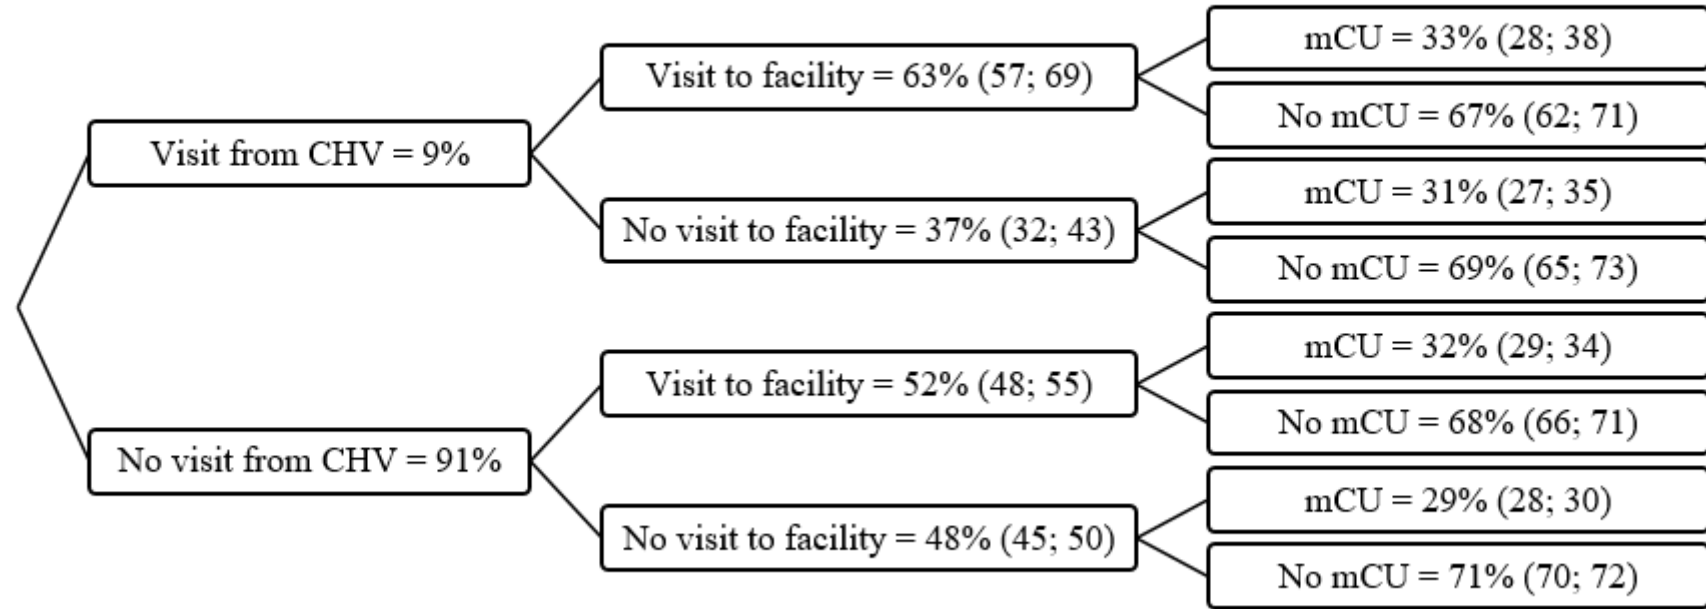 Visit from CHV = 9%
Visit to facility = 63% (57; 69)
mCU = 33% (28; 38)
No mCU = 67% (62; 71)
No visit to facility = 37% (32; 43)
mCU = 31% (27; 35)
No mCU = 69% (65; 73)
No visit from CHV = 91%
Visit to facility = 52% (48; 55)
mCU = 32% (29; 34)
No mCU = 68% (66; 71)
No visit to facility = 48% (45; 50)
mCU = 29% (28; 30)
No mCU = 71% (70; 72)